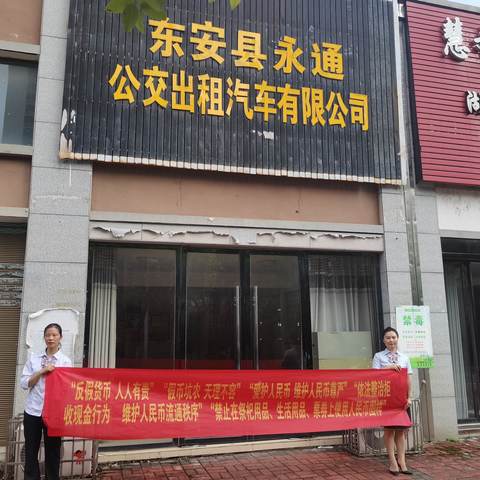 东安县永通
公交出租汽车有限公司
慧
禁毒
"反假货币 人人有责" "假币坑农 天理不容" "爱护人民币 维护人民币尊严" "依法整治拒
收现金行为 维护人民币流通秩序" "禁止在祭祀用品、生活用品、票券上使用人民币图样"